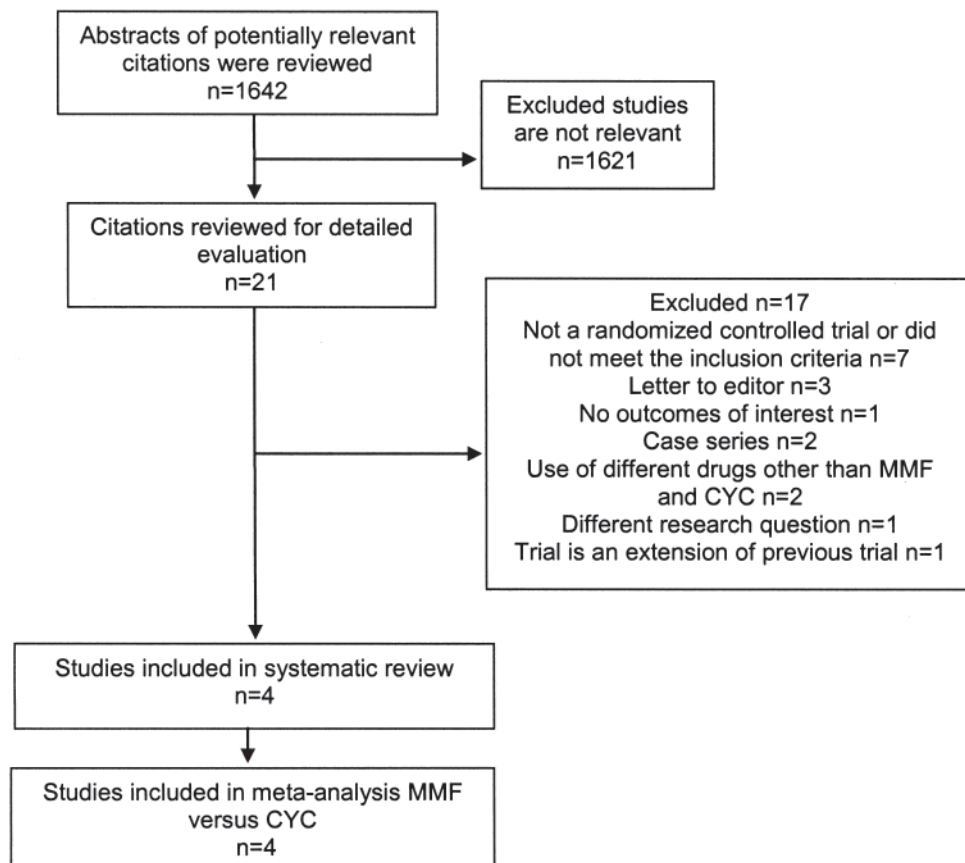 Abstracts of potentially relevant
citations were reviewed
n=1642
Excluded studies
are not relevant
n=1621
Citations reviewed for detailed
evaluation
n=21
Excluded n=17
Not a randomized controlled trial or did
not meet the inclusion criteria n=7
Letter to editor n=3
No outcomes of interest n=1
Case series n=2
Use of different drugs other than MMF
and CYC n=2
Different research question n=1
Trial is an extension of previous trial n=1
Studies included in systematic review
n=4
Studies included in meta-analysis MMF
versus CYC
n=4